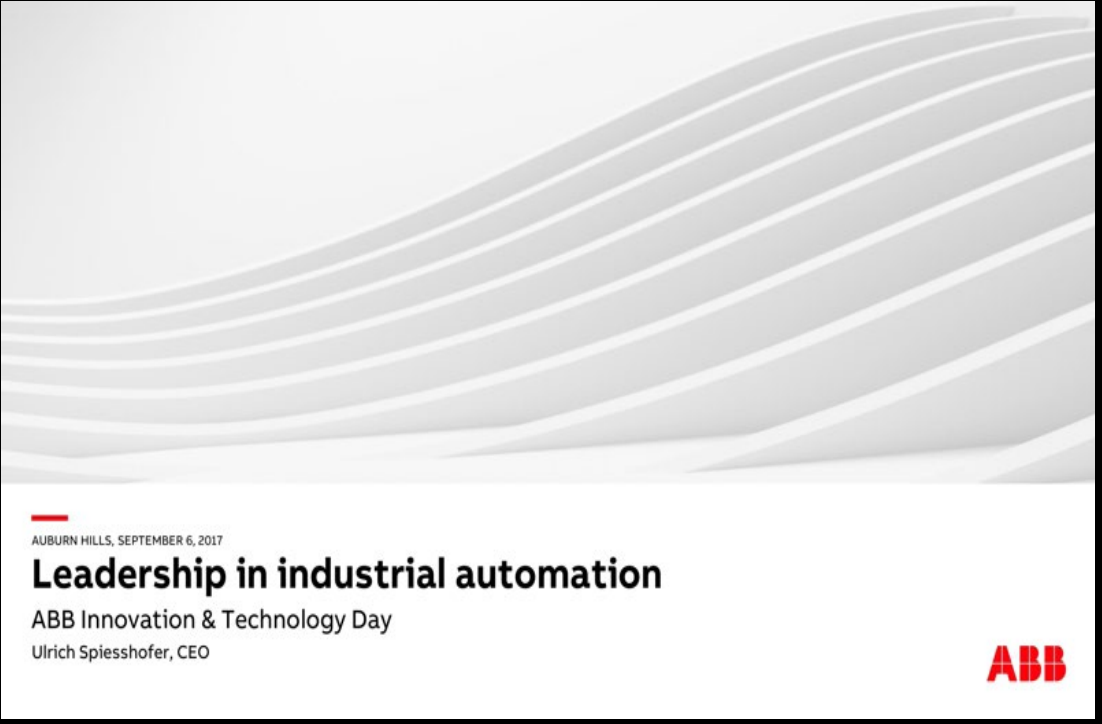 AUBURN HILLS, SEPTEMBER 6, 2017
Leadership in industrial automation
ABB Innovation & Technology Day
Ulrich Spiesshofer, CEO
ABB